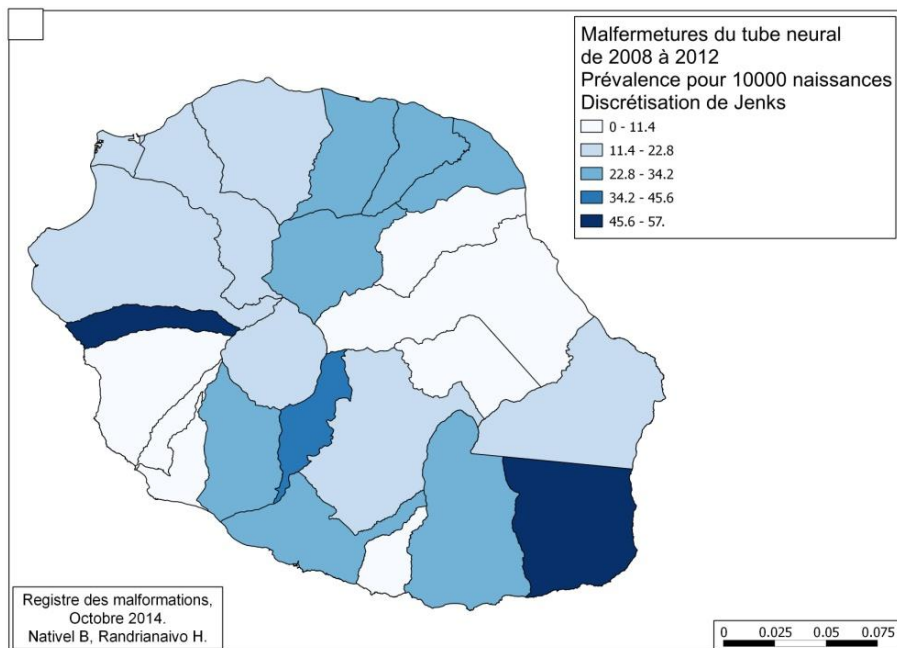 Malfermetures du tube neural
de 2008 à 2012
Prévalence pour 10000 naissances
Discrétisation de Jenks
0 - 11.4
11.4 - 22.8
22.8 - 34.2
34.2 - 45.6
45.6 - 57.
Registre des malformations,
Octobre 2014.
Nativel B, Randrianaivo H.
0 0.025 0.05 0.075